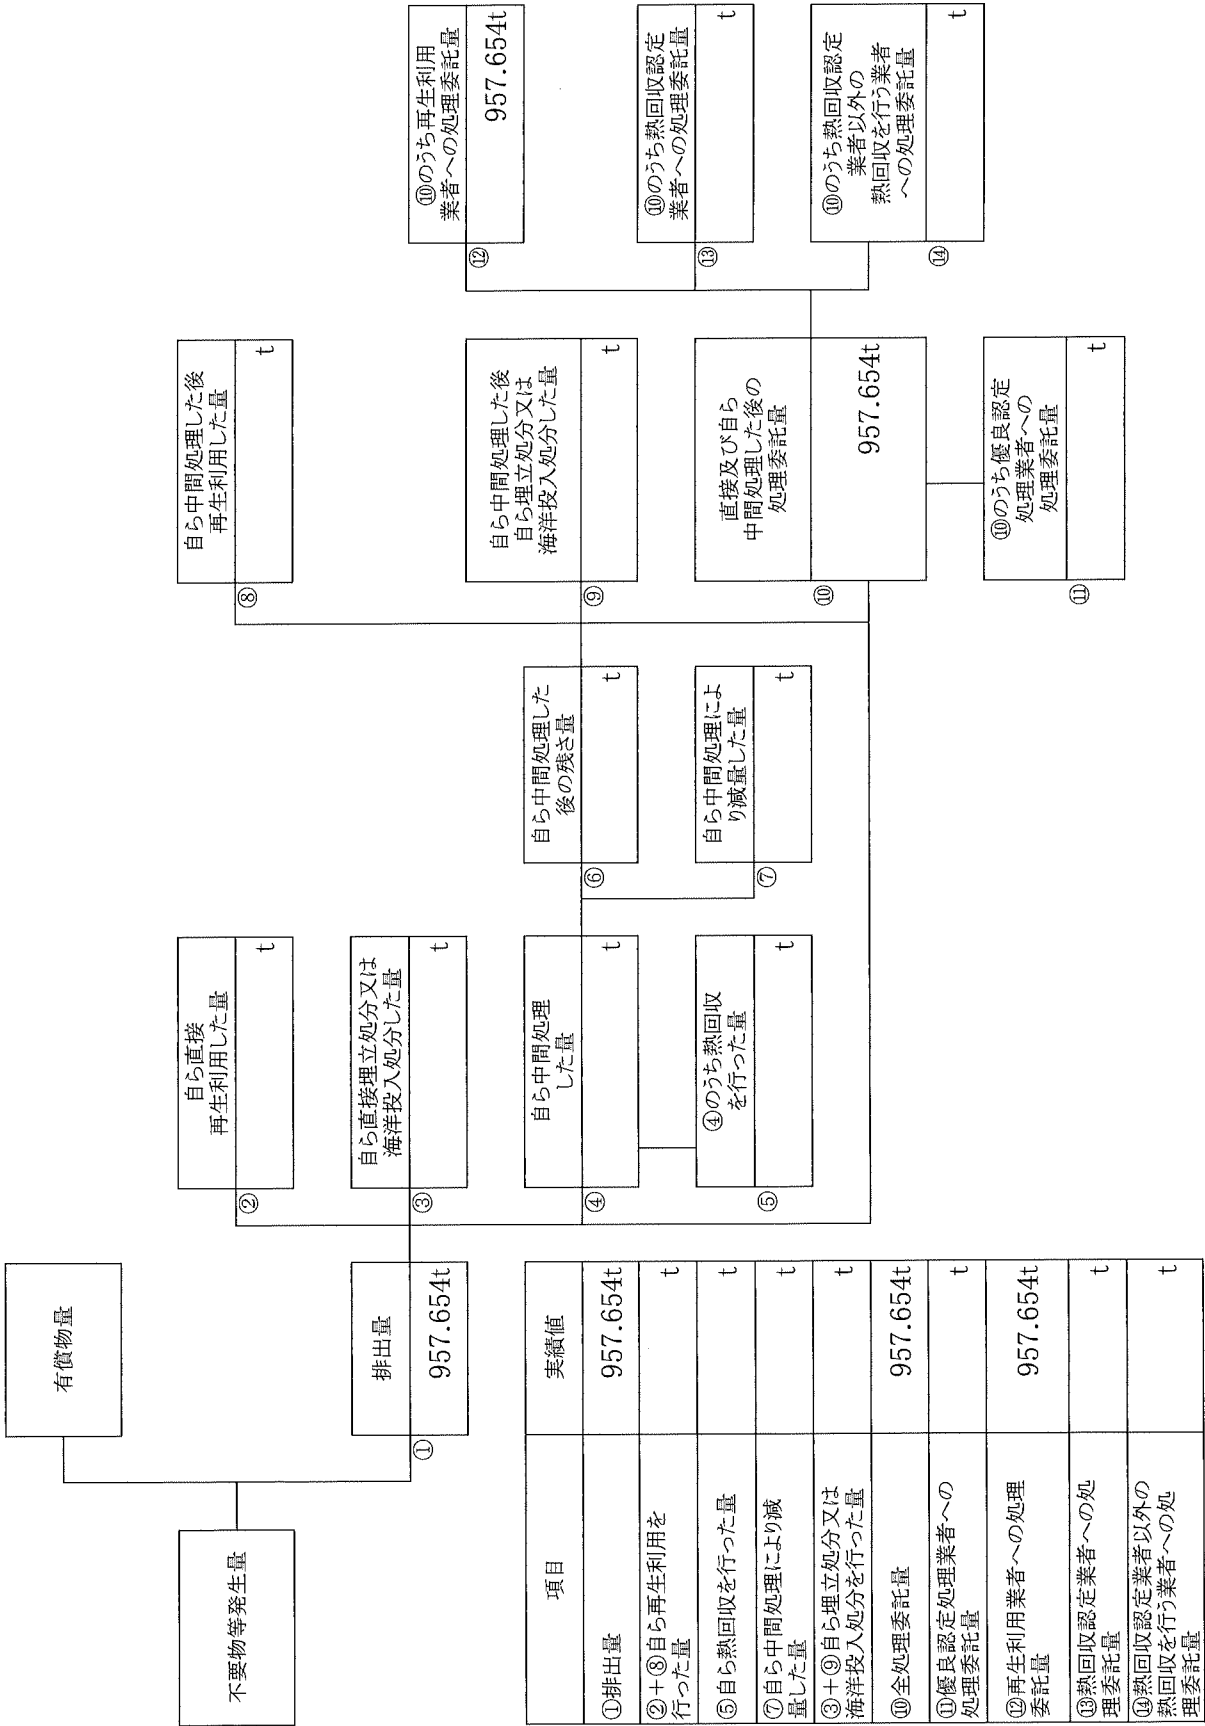 有償物量
不要物等発生量
排出量
①
957.654t
自ら直接
再生利用した量
②
t
自ら直接埋立処分又は
海洋投入処分した量
③
t
自ら中間処理
した量
④
t
④のうち熱回収
を行った量
⑤
t
自ら中間処理した
後の残さ量
⑥
t
自ら中間処理によ
り減量した量
⑦
t
自ら中間処理した後
再生利用した量
⑧
t
自ら中間処理した後
自ら埋立処分又は
海洋投入処分した量
⑨
t
直接及び自ら
中間処理した後の
処理委託量
⑩
957.654t
⑩のうち優良認定
処理業者への
処理委託量
⑪
t
⑩のうち再生利用
業者への処理委託量
⑫
957.654t
⑩のうち熱回収認定
業者への処理委託量
⑬
t
⑩のうち熱回収認定
業者以外の
熱回収を行う業者
への処理委託量
⑭
t
項目 実績値
①排出量 957.654t
②+⑧自ら再生利用を
行った量 t
⑤自ら熱回収を行った量 t
⑦自ら中間処理により減
量した量 t
③+⑨自ら埋立処分又は
海洋投入処分を行った量 t
⑩全処理委託量 957.654t
⑪優良認定処理業者への
処理委託量 t
⑫再生利用業者への処理
委託量 957.654t
⑬熱回収認定業者への処
理委託量 t
⑭熱回収認定業者以外の
熱回収を行う業者への処
理委託量 t